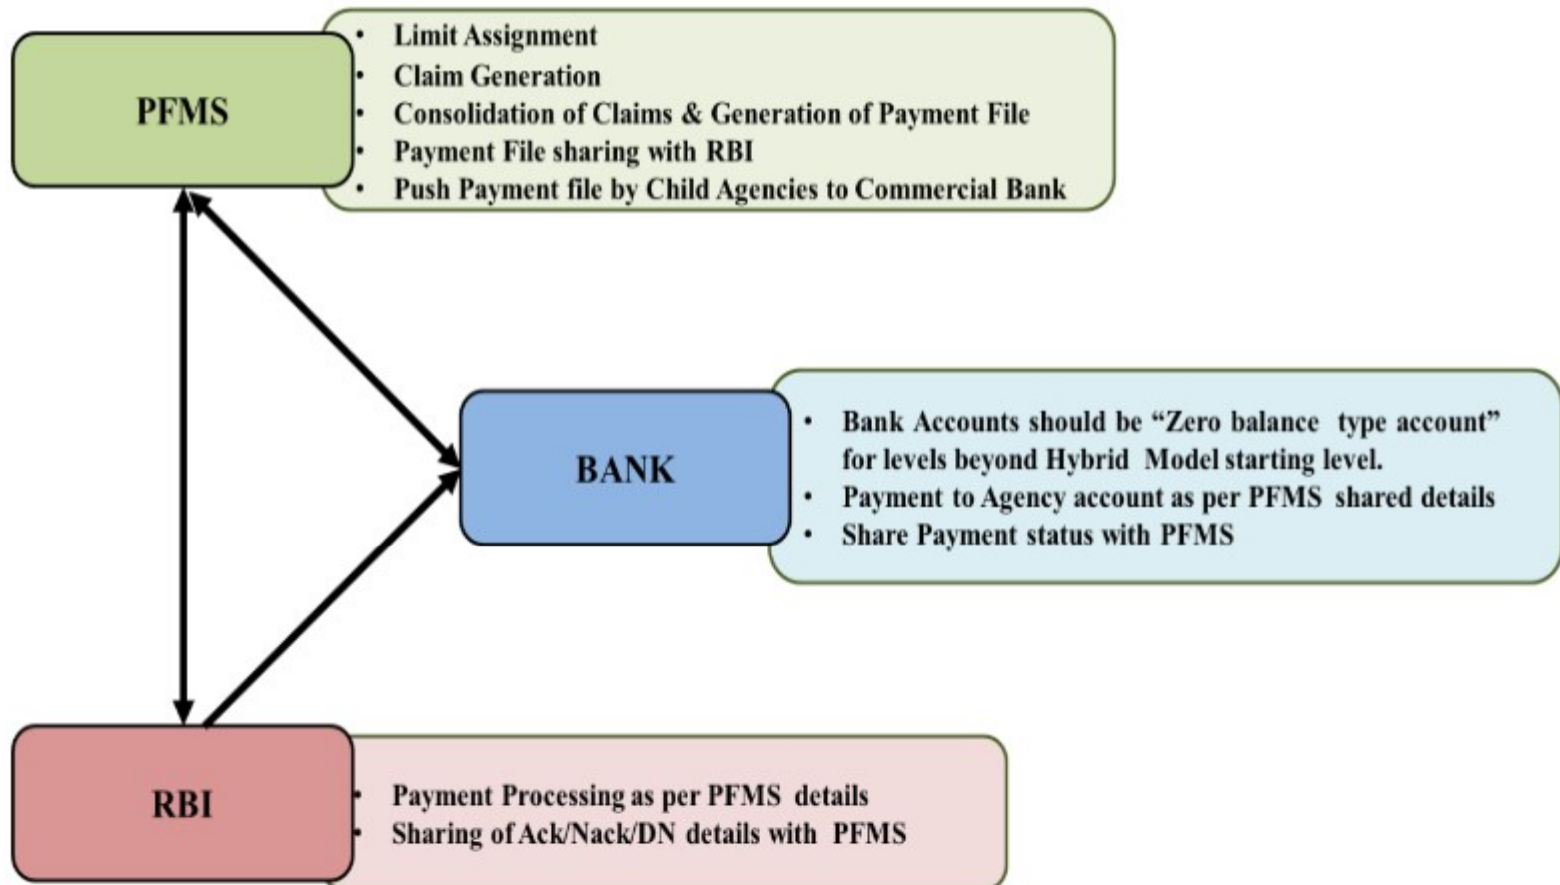 PFMS
• Limit Assignment
• Claim Generation
• Consolidation of Claims & Generation of Payment File
• Payment File sharing with RBI
• Push Payment file by Child Agencies to Commercial Bank
BANK
• Bank Accounts should be “Zero balance type account”
for levels beyond Hybrid Model starting level.
• Payment to Agency account as per PFMS shared details
• Share Payment status with PFMS
RBI
• Payment Processing as per PFMS details
• Sharing of Ack/Nack/DN details with PFMS